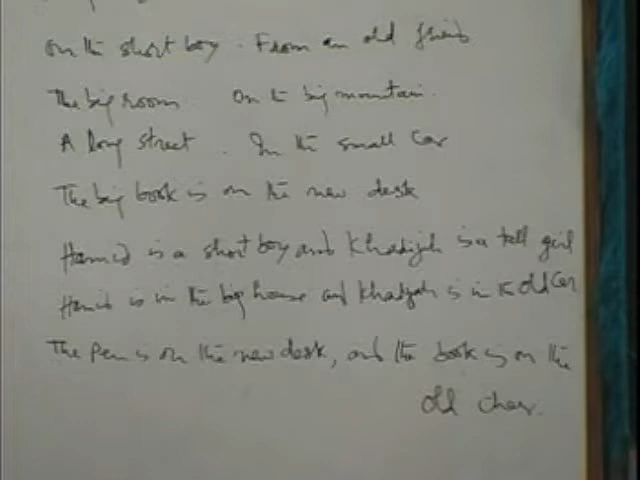 on the short boy. From an old friend
The big room on the big mountain.
A long street. In the small car
The big book is on the new desk
Hamid is a short boy and Khadijah is a tall girl
Hamid is in the big house and Khadijah is in the old car
The pen is on the new desk, and the book is on the
old chair.